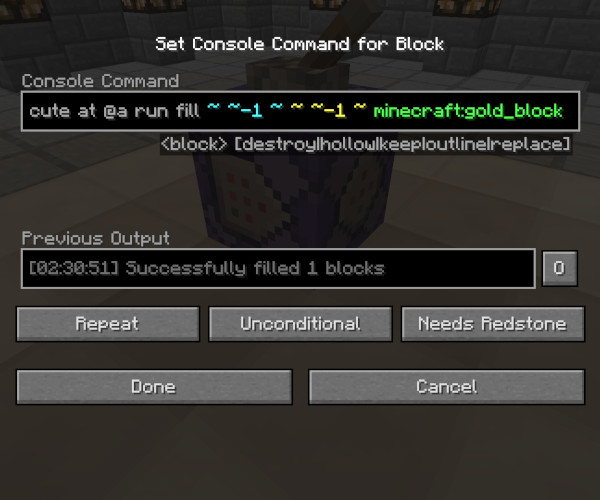 Set Console Command for Block
Console Command
cute at @a run fill ~ ~-1 ~ ~ ~-1 ~ minecraft:gold_block
<block> [destroy|hollow|keep|outline|replace]
Previous Output
[02:30:51] Successfully filled 1 blocks
O
Repeat Unconditional Needs Redstone
Done Cancel